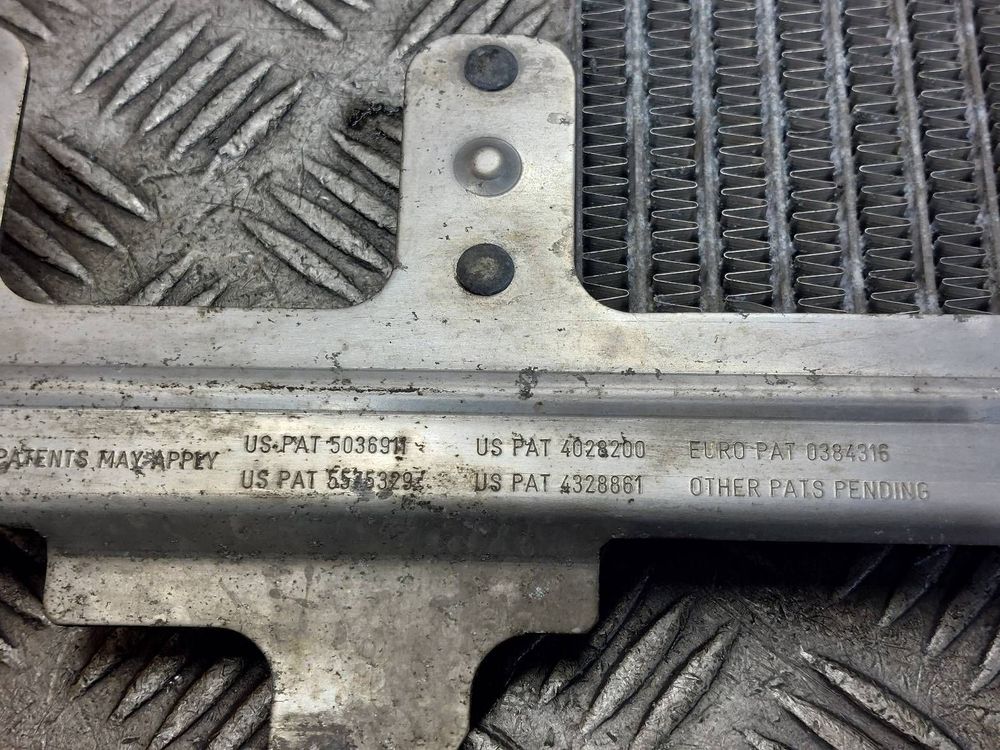 PATENTS MAY APPLY US PAT 5036911 US PAT 4028200 EURO PAT 0384316
US PAT 5575329 US PAT 4328861 OTHER PATS PENDING